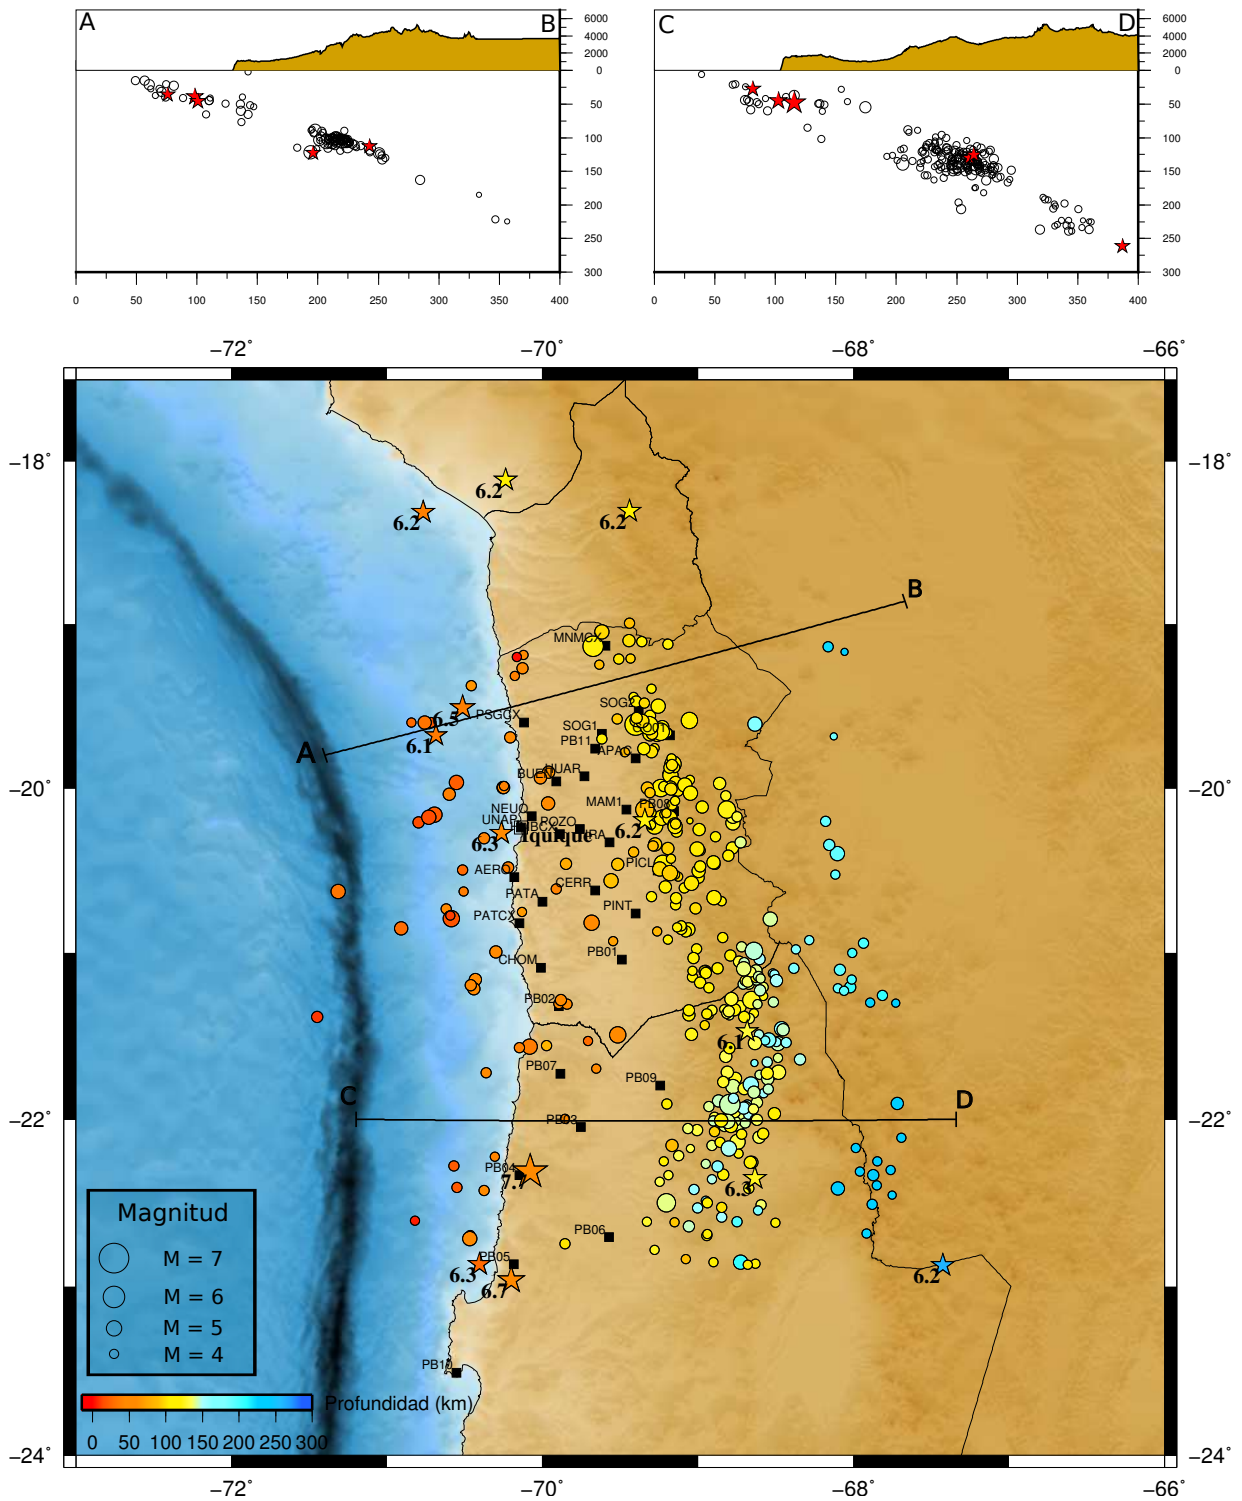 A
B
6000
4000
2000
0
50
100
150
200
250
300
0 50 100 150 200 250 300 350 400
C
D
6000
4000
2000
0
50
100
150
200
250
300
0 50 100 150 200 250 300 350 400
−72˚ −70˚ −68˚ −66˚
−18˚ −18˚
6.2
6.2
6.2
B
MNMCX
SOG2
6.5
PSGCX
SOG1
6.1
PB11
APAC
A
HUAR
BUEN
−20˚ −20˚
MAM1
PB08
NEUQ
UNAP
POZO
6.2
Iquique
6.3
PICL
AERO
CERR
PATA
PINT
PATCX
PB01
CHOM
PB02
6.1
PB07
PB09
C
D
−22˚ −22˚
PB03
PB04
7.7
6.3
PB06
PB05
6.3
6.7
6.2
Magnitud
M = 7
M = 6
M = 5
M = 4
PB10
Profundidad (km)
0 50 100 150 200 250 300
−24˚ −24˚
−72˚ −70˚ −68˚ −66˚